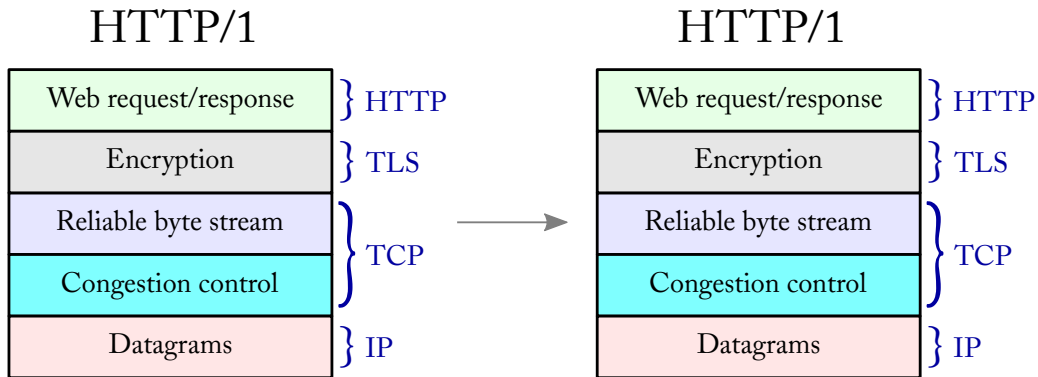 HTTP/1
Web request/response
HTTP
Encryption
TLS
Reliable byte stream
TCP
Congestion control
Datagrams
IP
HTTP/1
Web request/response
HTTP
Encryption
TLS
Reliable byte stream
TCP
Congestion control
Datagrams
IP